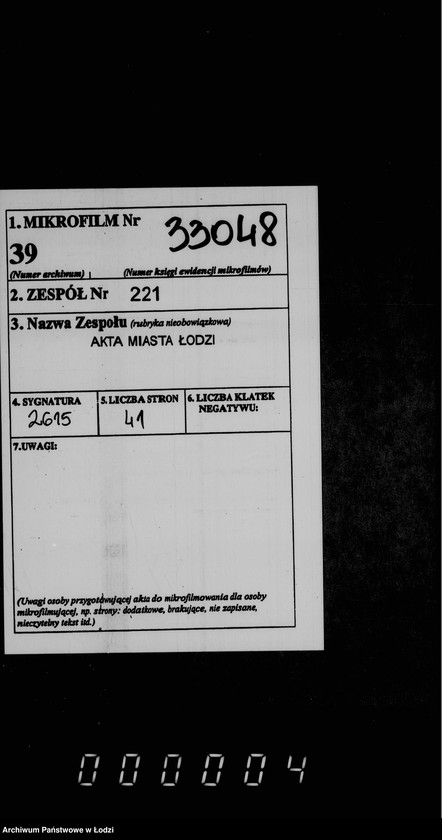 1. MIKROFILM Nr 33048
39
(Numer archiwum) (Numer księgi ewidencji mikrofilmów)
2. ZESPÓŁ Nr 221
3. Nazwa Zespołu (rubryka nieobowiązkowa)
AKTA MIASTA ŁODZI
4. SYGNATURA 5. LICZBA STRON 6. LICZBA KLATEK NEGATYWU:
2615 41
7. UWAGI:
(Uwagi osoby przygotowującej akta do mikrofilmowania dla osoby
mikrofilmującej, np. strony: dodatkowe, brakujące, nie zapisane,
nieczytelny tekst itd.)
000004
Archiwum Państwowe w Łodzi